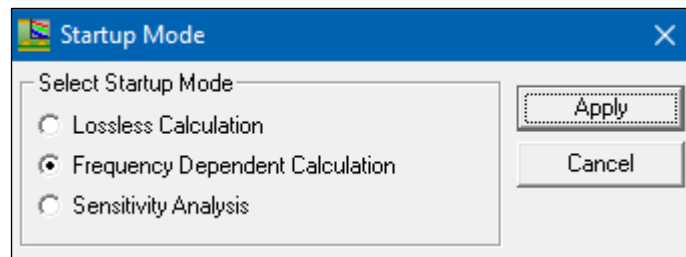 Startup Mode
Select Startup Mode
Lossless Calculation
Frequency Dependent Calculation
Sensitivity Analysis
Apply
Cancel